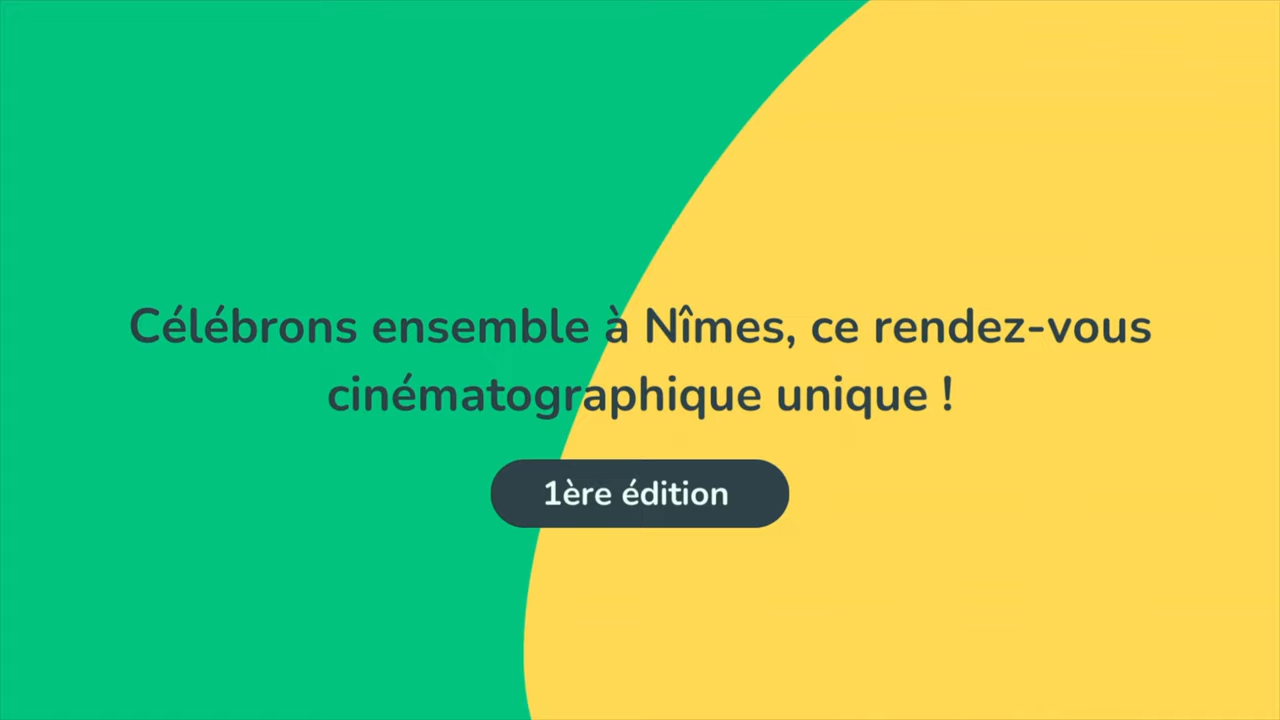 Célébrons ensemble à Nîmes, ce rendez-vous
cinématographique unique !
1ère édition